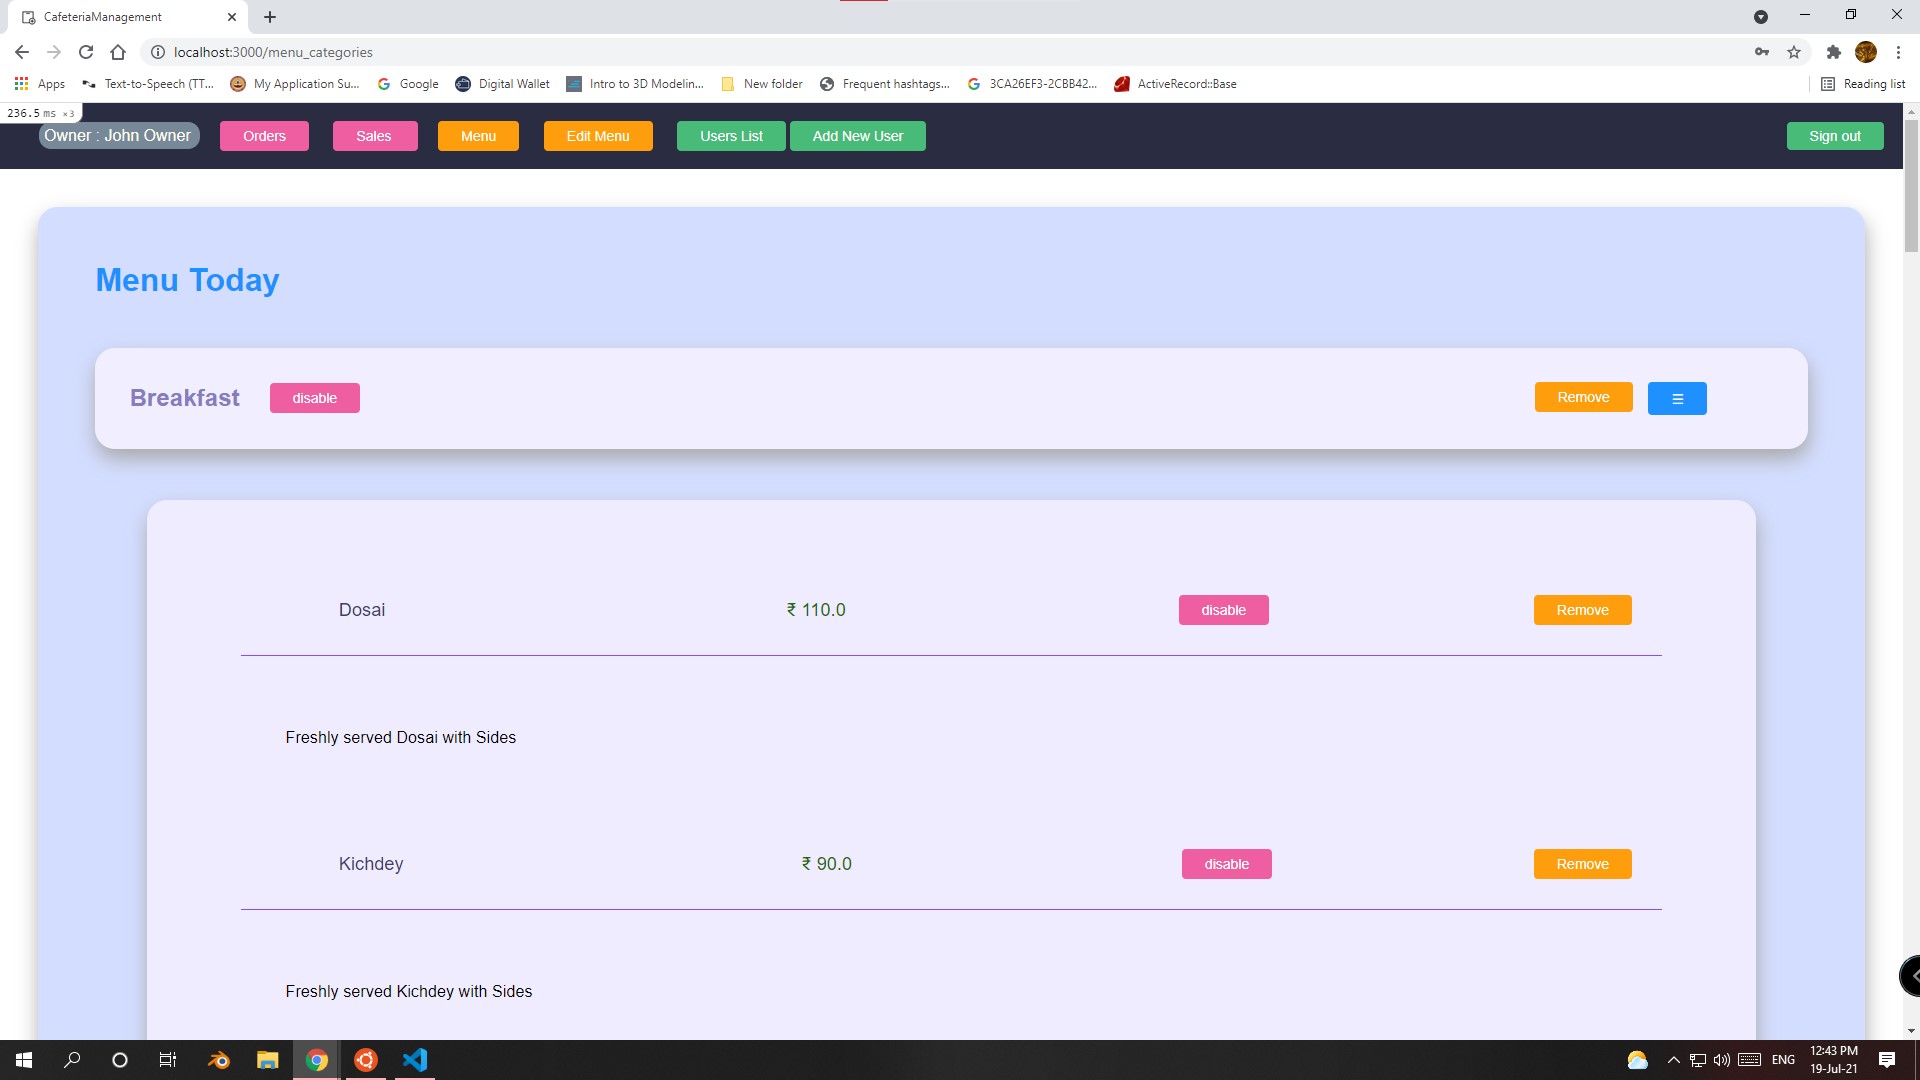 CafeteriaManagement
localhost:3000/menu_categories
Apps Text-to-Speech (TT... My Application Su... Google Digital Wallet Intro to 3D Modelin... New folder Frequent hashtags... 3CA26EF3-2CBB42... ActiveRecord::Base Reading list
236.5 ms ×3
Owner : John Owner Orders Sales Menu Edit Menu Users List Add New User Sign out
Menu Today
Breakfast disable Remove ☰
Dosai ₹ 110.0 disable Remove
Freshly served Dosai with Sides
Kichdey ₹ 90.0 disable Remove
Freshly served Kichdey with Sides
ENG 12:43 PM
19-Jul-21